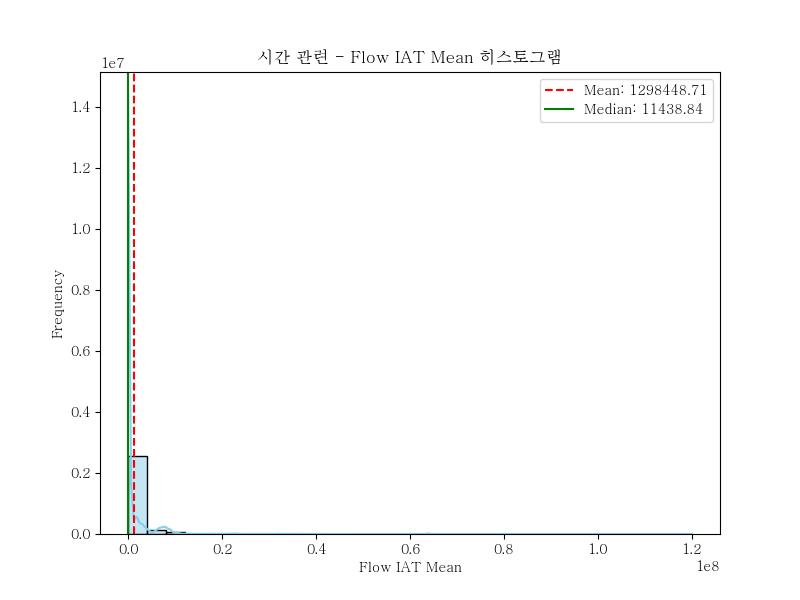 시간 관련 - Flow IAT Mean 히스토그램
1e7
Mean: 1298448.71
Median: 11438.84
1.4
1.2
1.0
0.8
0.6
0.4
0.2
0.0
Frequency
0.0 0.2 0.4 0.6 0.8 1.0 1.2
1e8
Flow IAT Mean